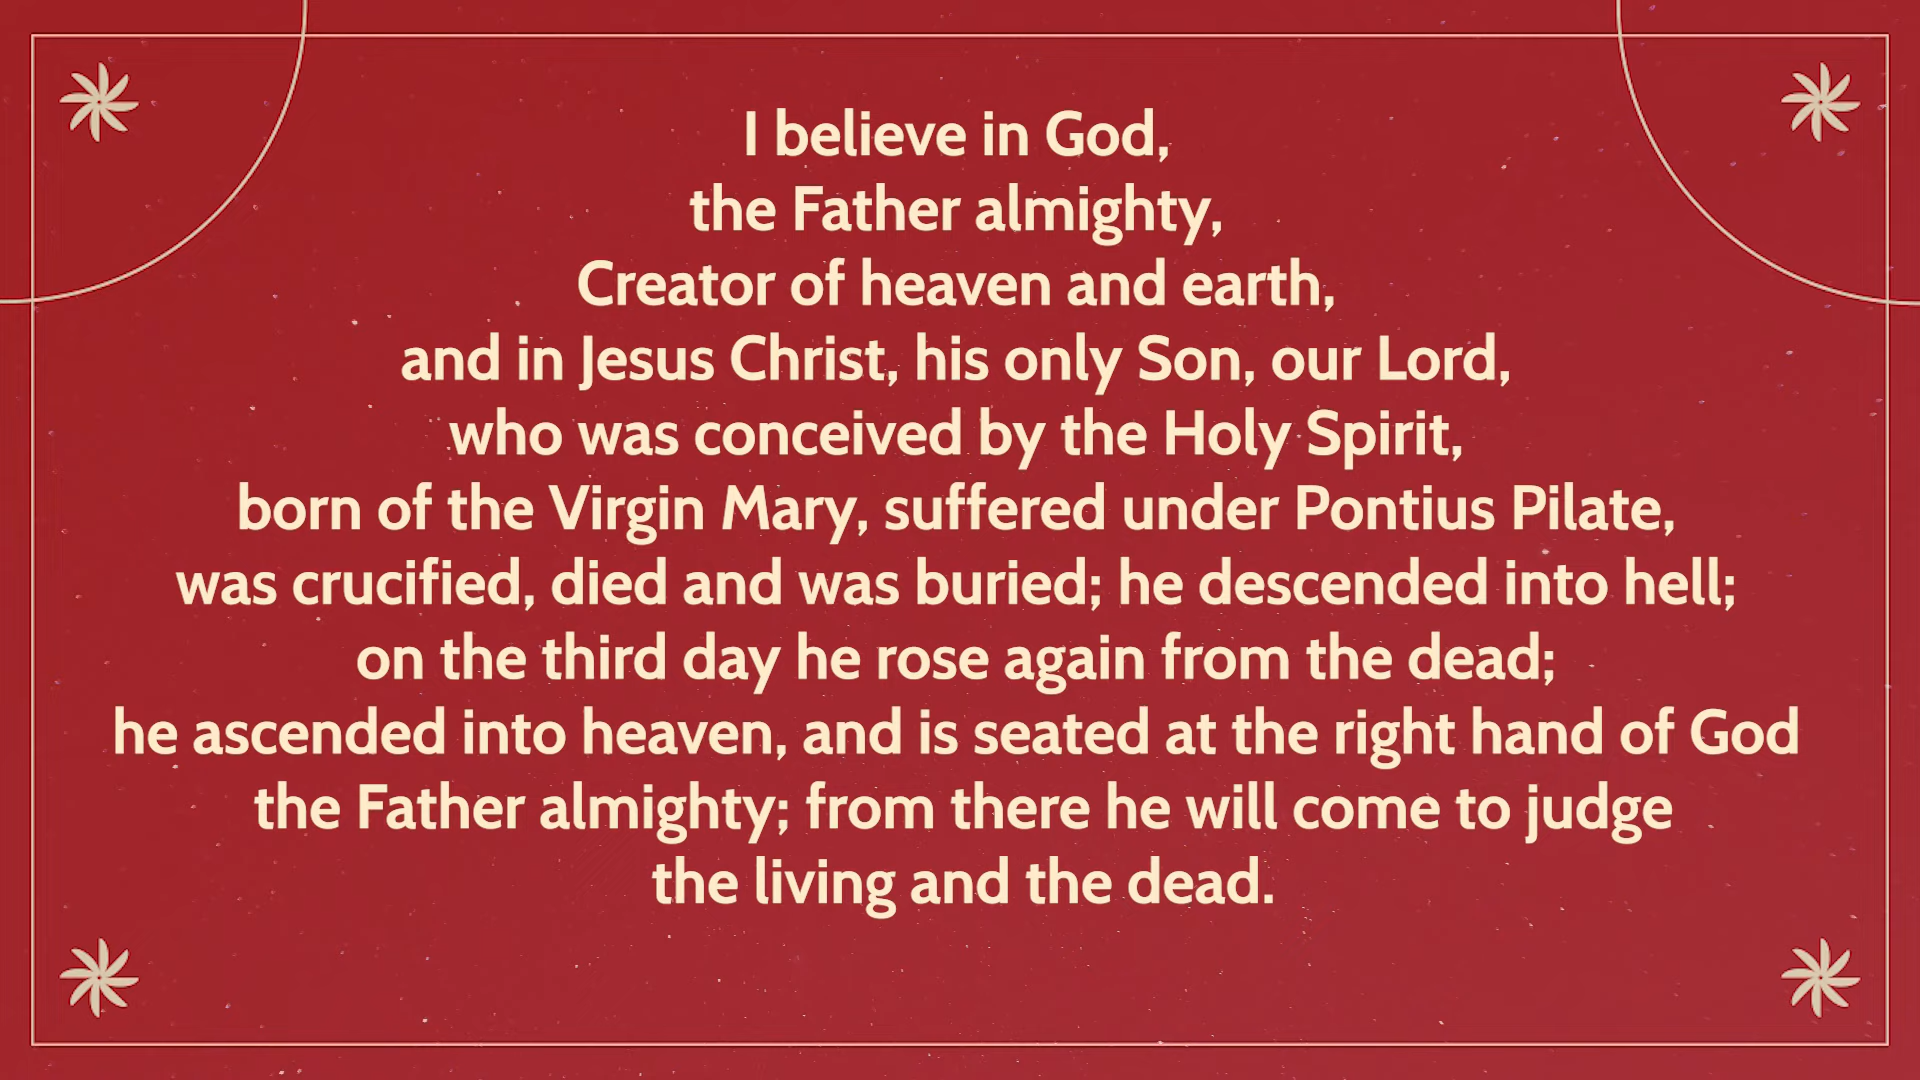 I believe in God,
the Father almighty,
Creator of heaven and earth,
and in Jesus Christ, his only Son, our Lord,
who was conceived by the Holy Spirit,
born of the Virgin Mary, suffered under Pontius Pilate,
was crucified, died and was buried; he descended into hell;
on the third day he rose again from the dead;
he ascended into heaven, and is seated at the right hand of God
the Father almighty; from there he will come to judge
the living and the dead.